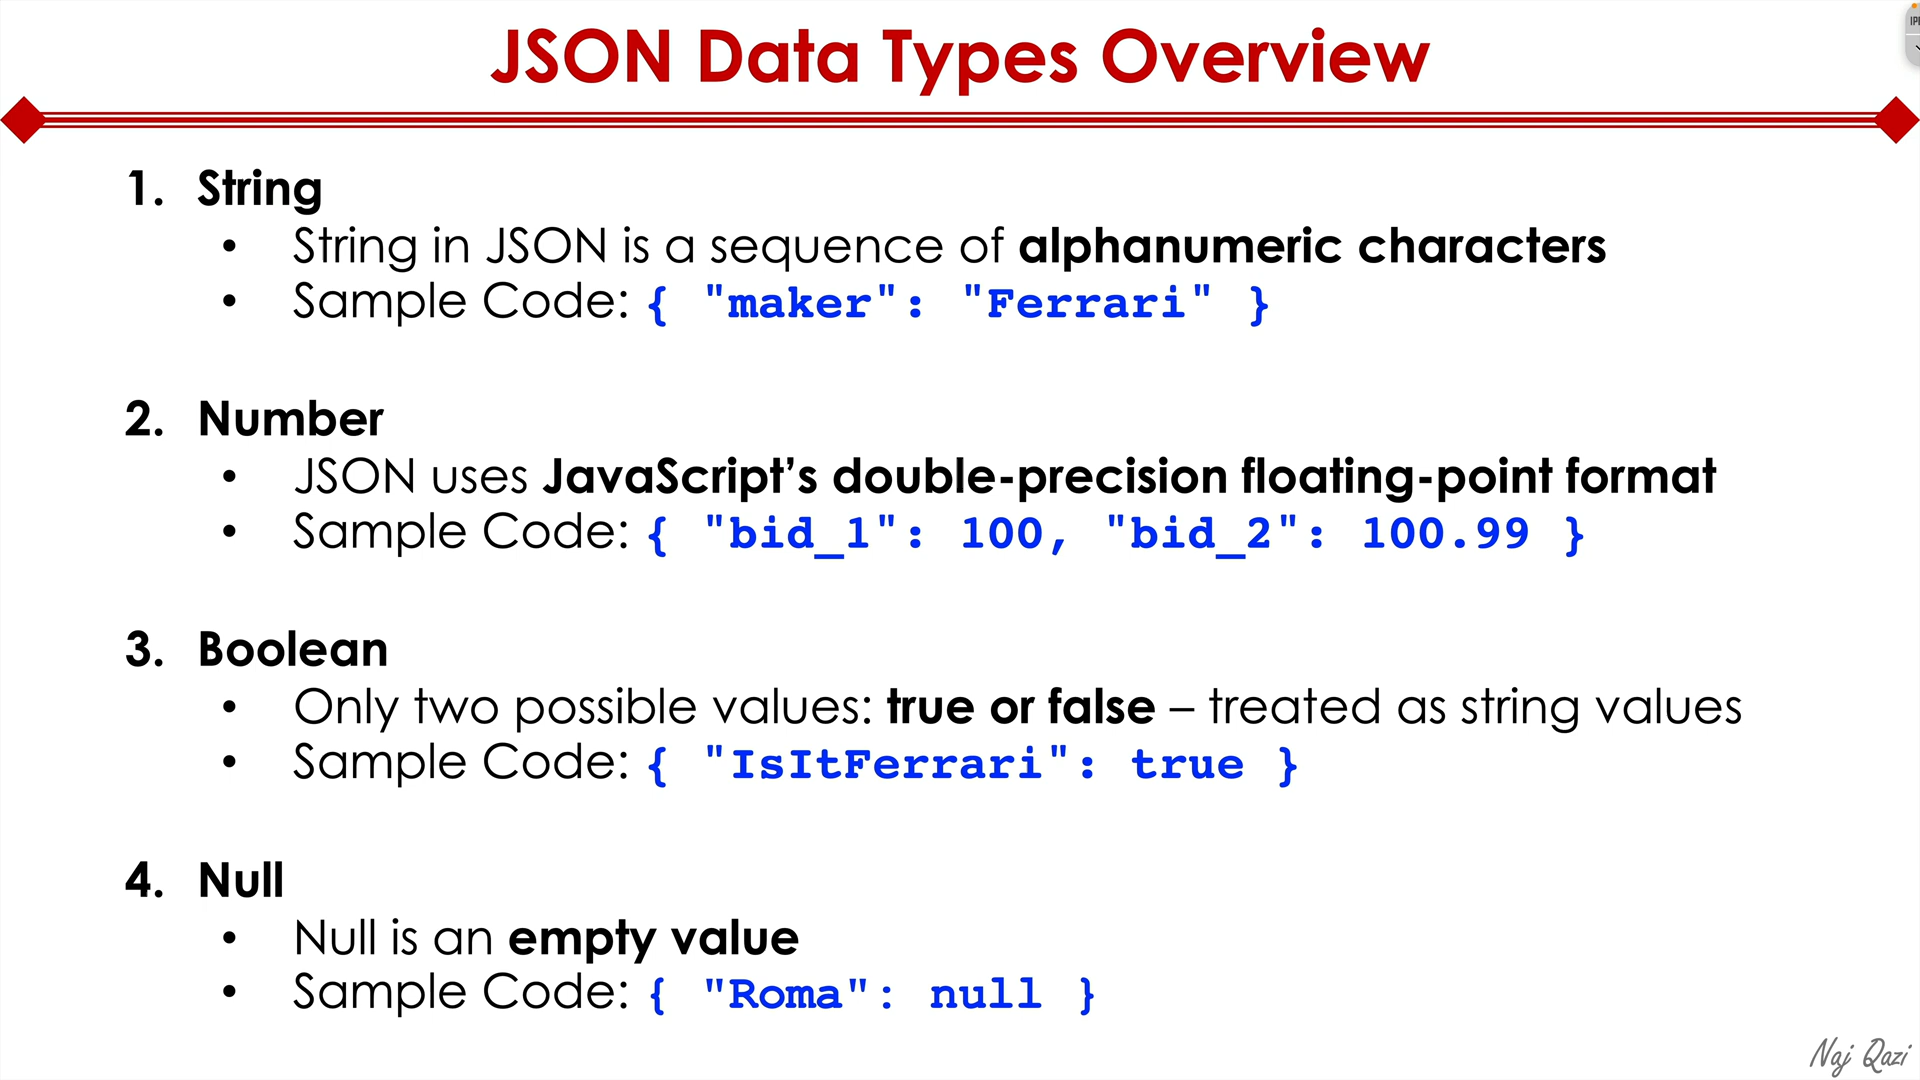 JSON Data Types Overview
1. String
• String in JSON is a sequence of alphanumeric characters
• Sample Code: { "maker": "Ferrari" }
2. Number
• JSON uses JavaScript’s double-precision floating-point format
• Sample Code: { "bid_1": 100, "bid_2": 100.99 }
3. Boolean
• Only two possible values: true or false – treated as string values
• Sample Code: { "IsItFerrari": true }
4. Null
• Null is an empty value
• Sample Code: { "Roma": null }
Naj Qazi